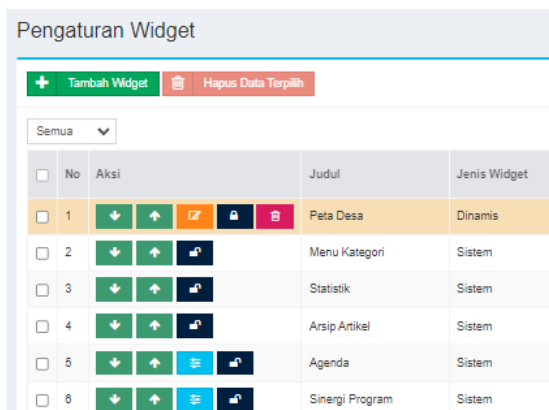 Pengaturan Widget
Tambah Widget Hapus Data Terpilih
Semua
No Aksi Judul Jenis Widget
1 Peta Desa Dinamis
2 Menu Kategori Sistem
3 Statistik Sistem
4 Arsip Artikel Sistem
5 Agenda Sistem
6 Sinergi Program Sistem